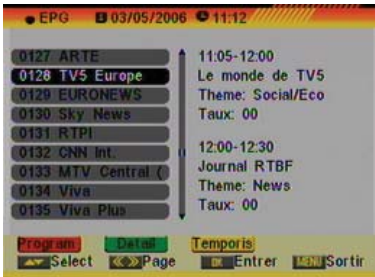 EPG 03/05/2006 11:12
0127 ARTE
0128 TV5 Europe
0129 EURONEWS
0130 Sky News
0131 RTPI
0132 CNN Int.
0133 MTV Central (
0134 Viva
0135 Viva Plus
11:05-12:00
Le monde de TV5
Theme: Social/Eco
Taux: 00
12:00-12:30
Journal RTBF
Theme: News
Taux: 00
Program Detail Temporis
Select Page OK Entrer MENU Sortir